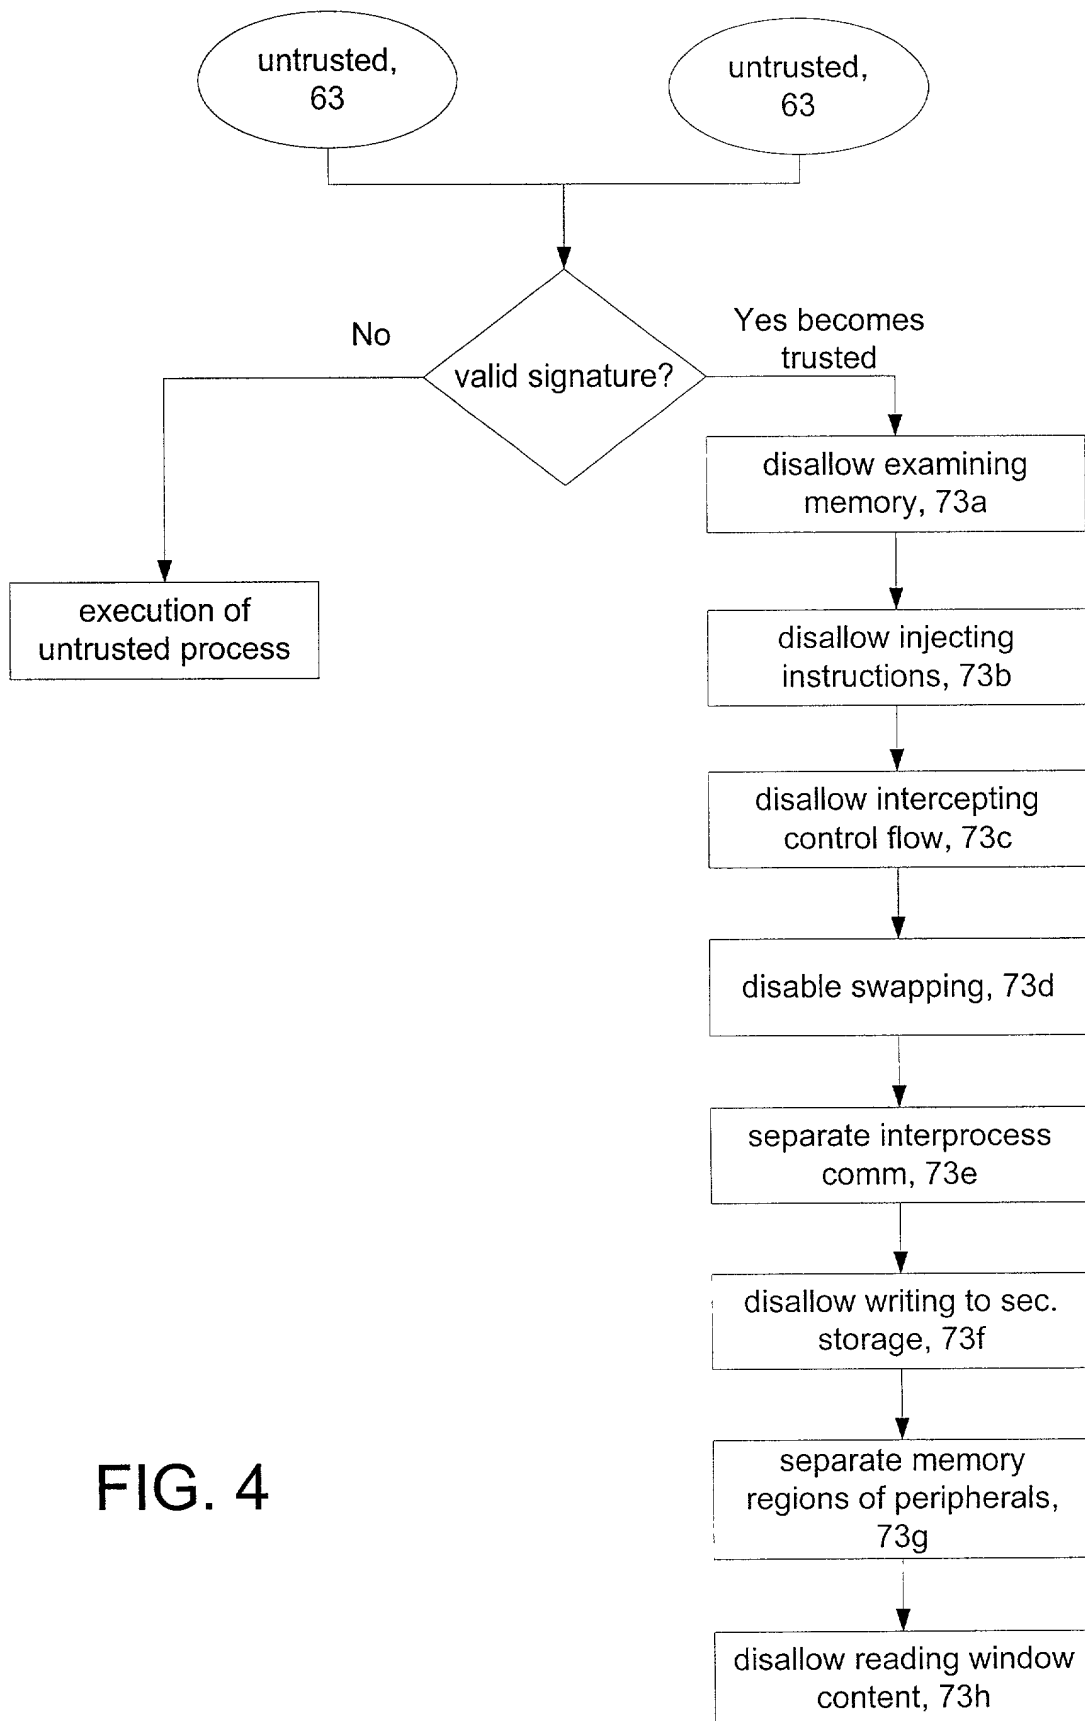 untrusted,
63
untrusted,
63
No
Yes becomes
trusted
valid signature?
disallow examining
memory, 73a
execution of
untrusted process
disallow injecting
instructions, 73b
disallow intercepting
control flow, 73c
disable swapping, 73d
separate interprocess
comm, 73e
disallow writing to sec.
storage, 73f
separate memory
regions of peripherals,
73g
disallow reading window
content, 73h
FIG. 4